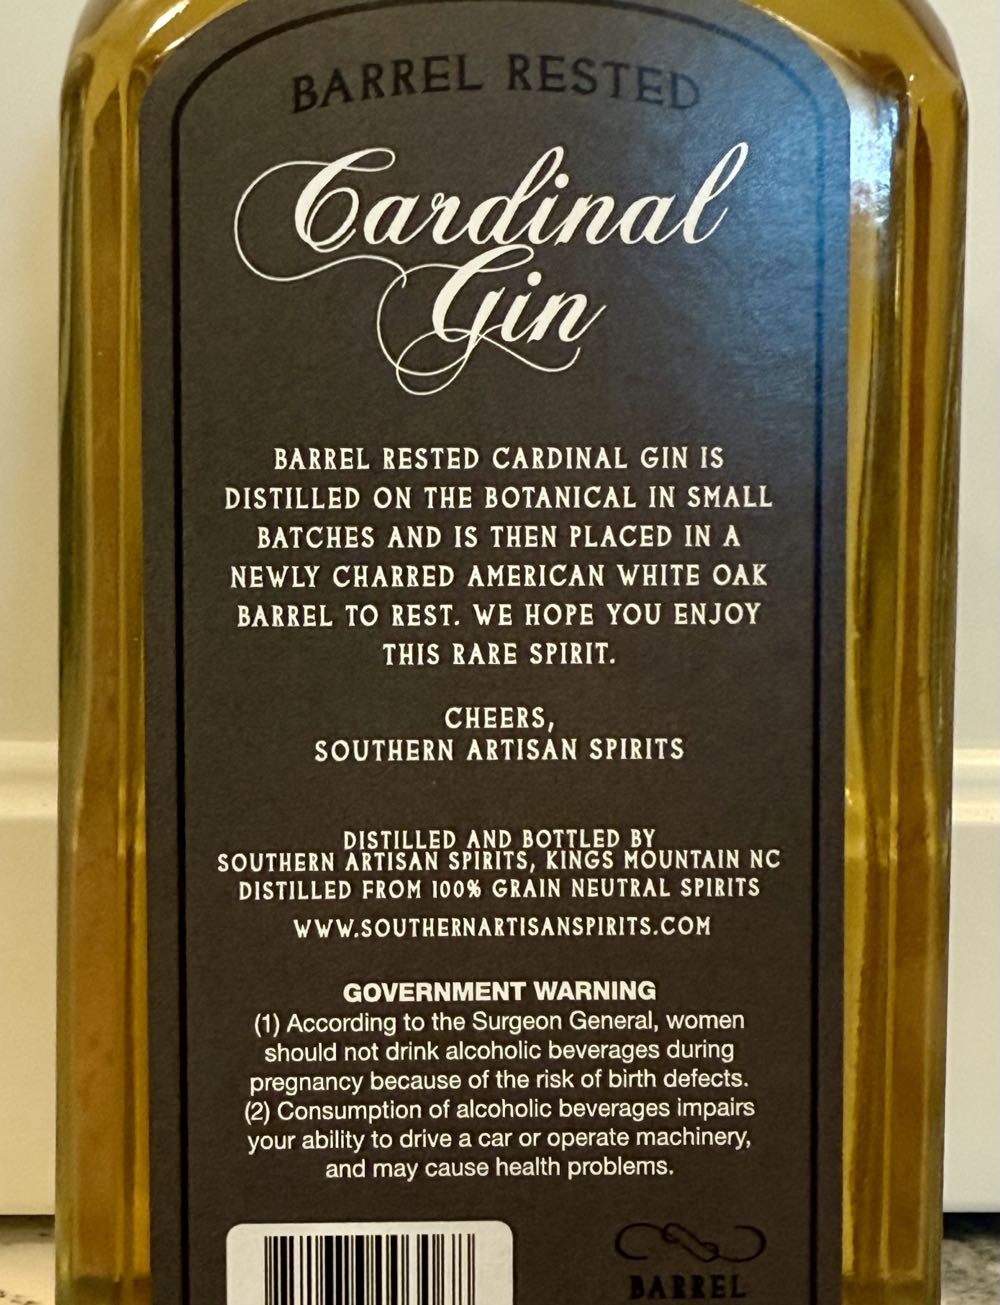 BARREL RESTED
Cardinal
Gin
BARREL RESTED CARDINAL GIN IS
DISTILLED ON THE BOTANICAL IN SMALL
BATCHES AND IS THEN PLACED IN A
NEWLY CHARRED AMERICAN WHITE OAK
BARREL TO REST. WE HOPE YOU ENJOY
THIS RARE SPIRIT.
CHEERS,
SOUTHERN ARTISAN SPIRITS
DISTILLED AND BOTTLED BY
SOUTHERN ARTISAN SPIRITS, KINGS MOUNTAIN NC
DISTILLED FROM 100% GRAIN NEUTRAL SPIRITS
WWW.SOUTHERNARTISANSPIRITS.COM
GOVERNMENT WARNING
(1) According to the Surgeon General, women
should not drink alcoholic beverages during
pregnancy because of the risk of birth defects.
(2) Consumption of alcoholic beverages impairs
your ability to drive a car or operate machinery,
and may cause health problems.
BARREL